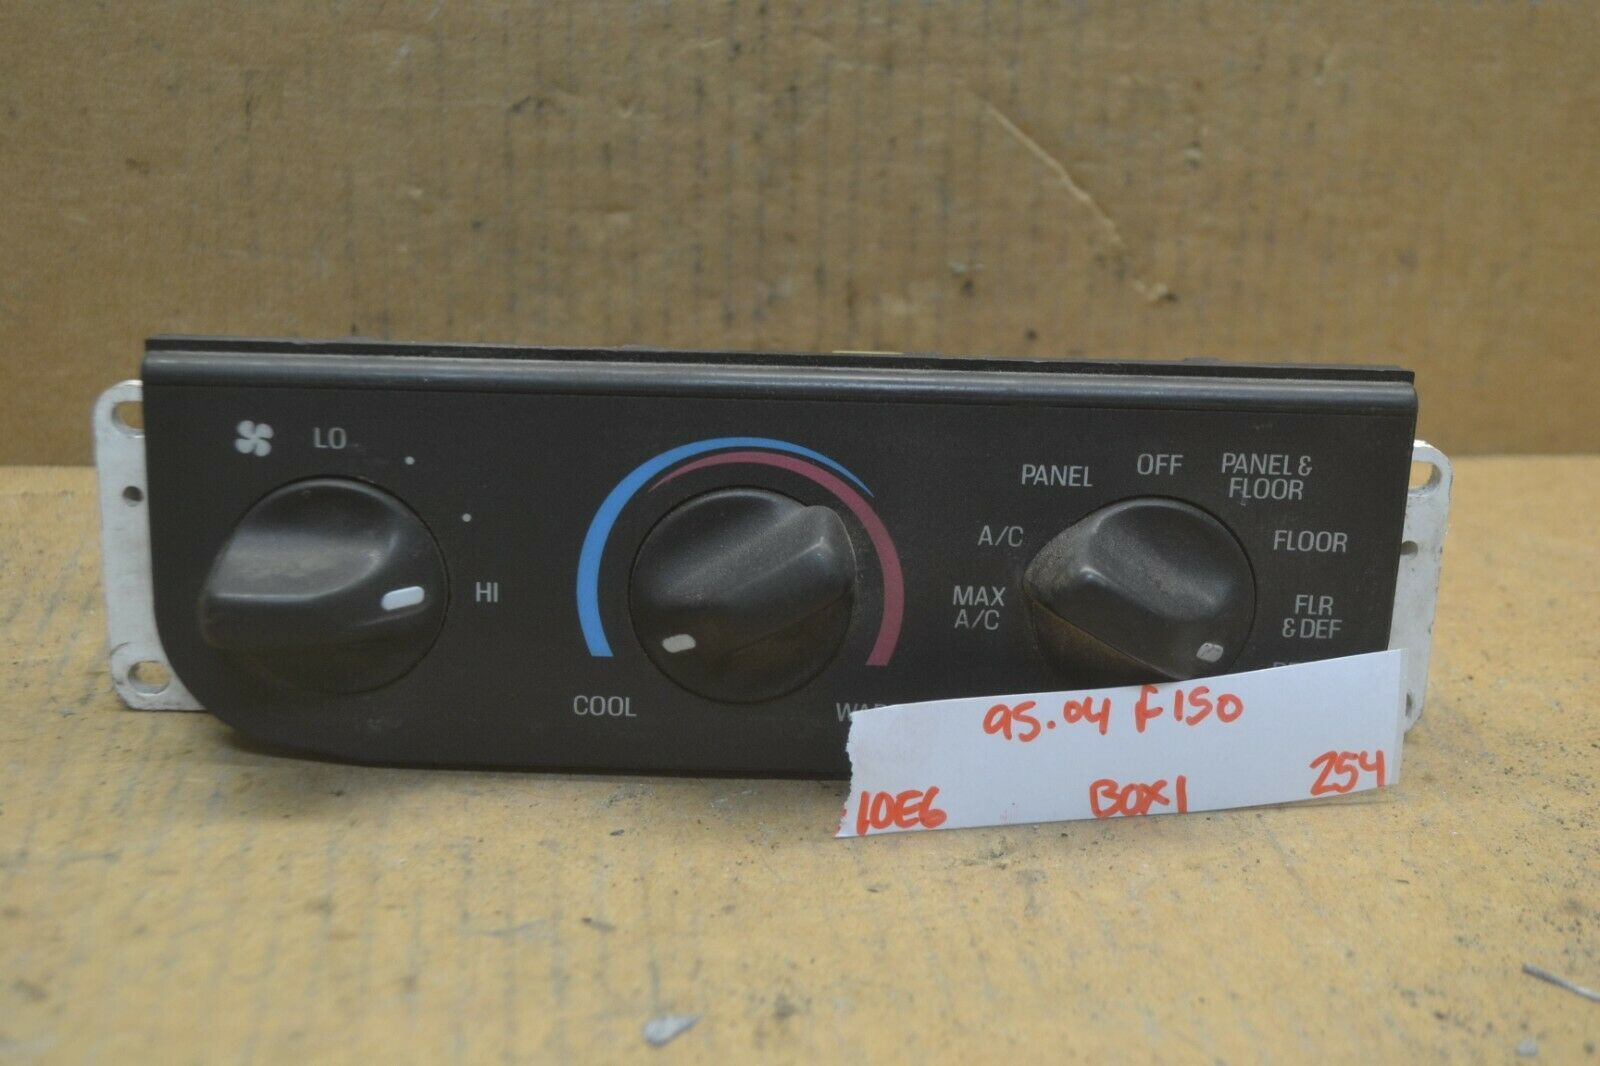 LO
HI
COOL
PANEL
OFF
PANEL &
FLOOR
A/C
FLOOR
MAX
A/C
FLR
& DEF
95.04 F150
10E6
BOX1
254